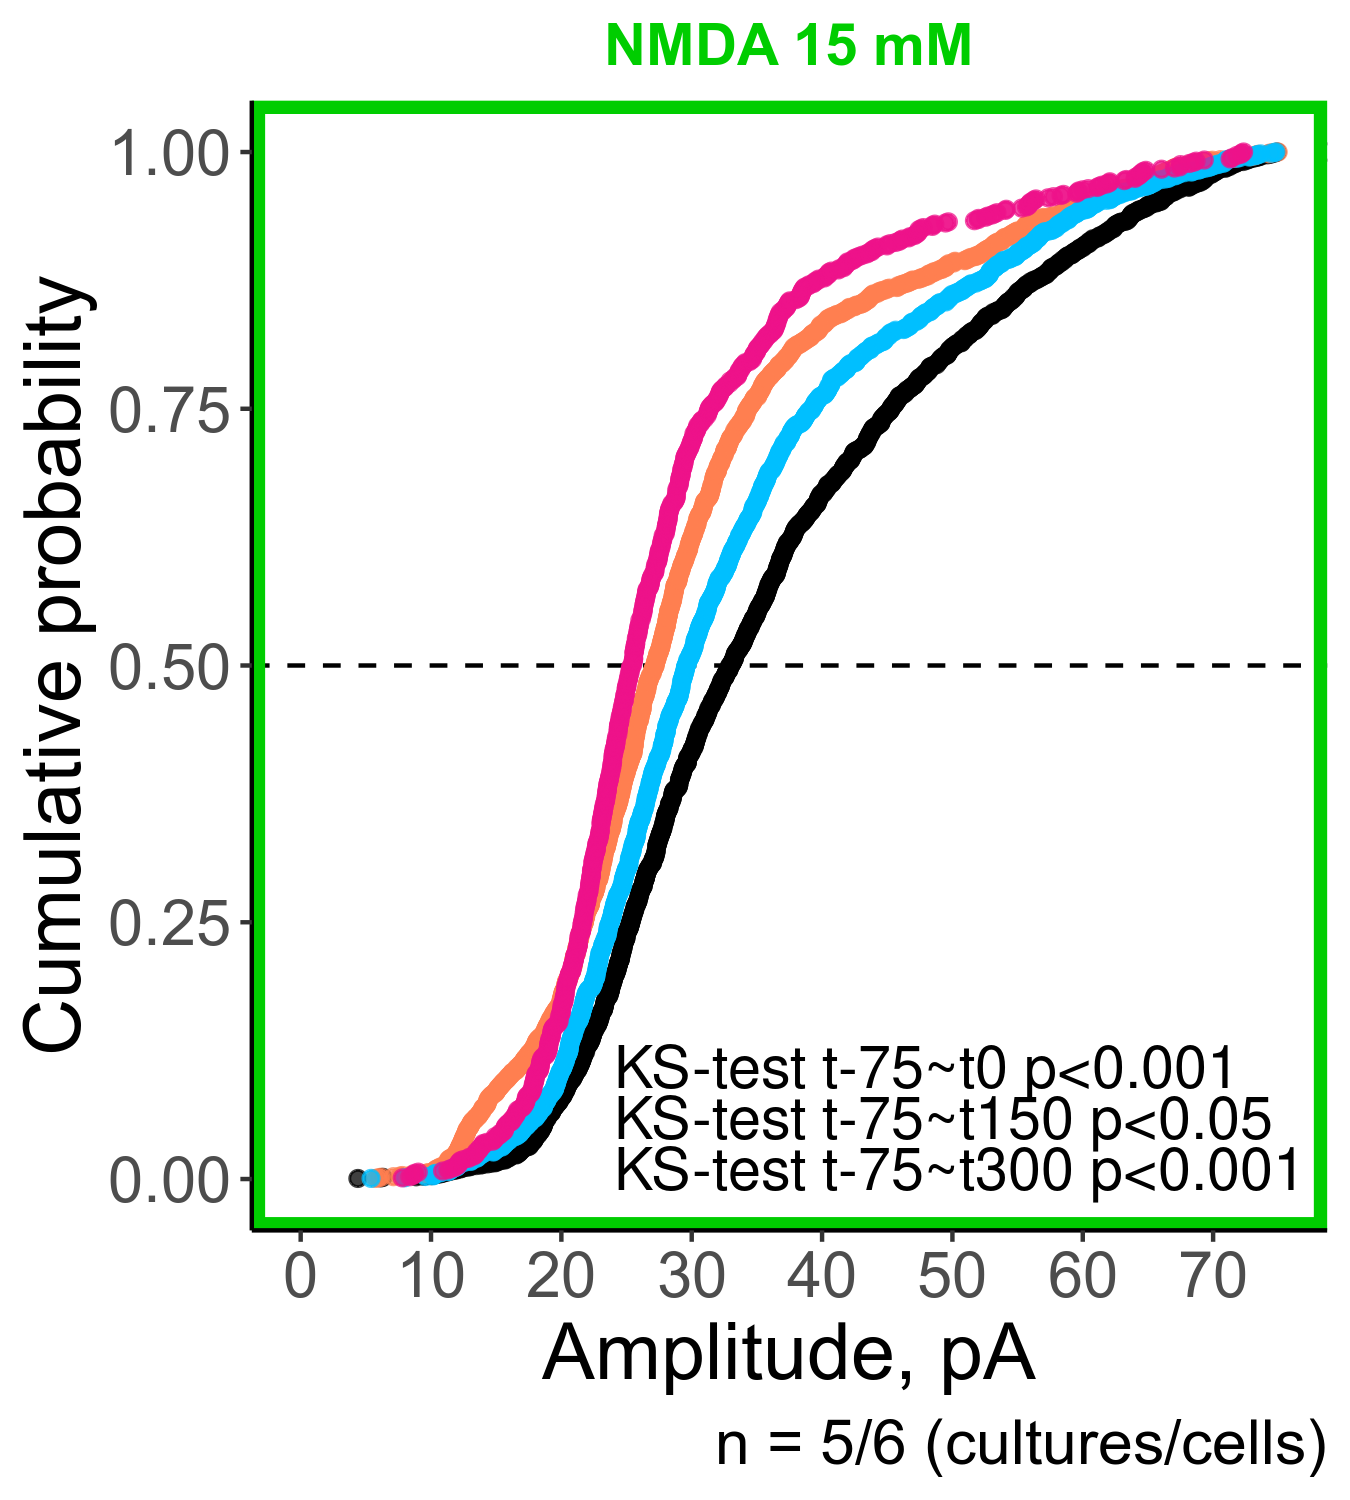 NMDA 15 mM
Cumulative probability
1.00
0.75
0.50
0.25
0.00
KS-test t-75~t0 p<0.001
KS-test t-75~t150 p<0.05
KS-test t-75~t300 p<0.001
0 10 20 30 40 50 60 70
Amplitude, pA
n = 5/6 (cultures/cells)